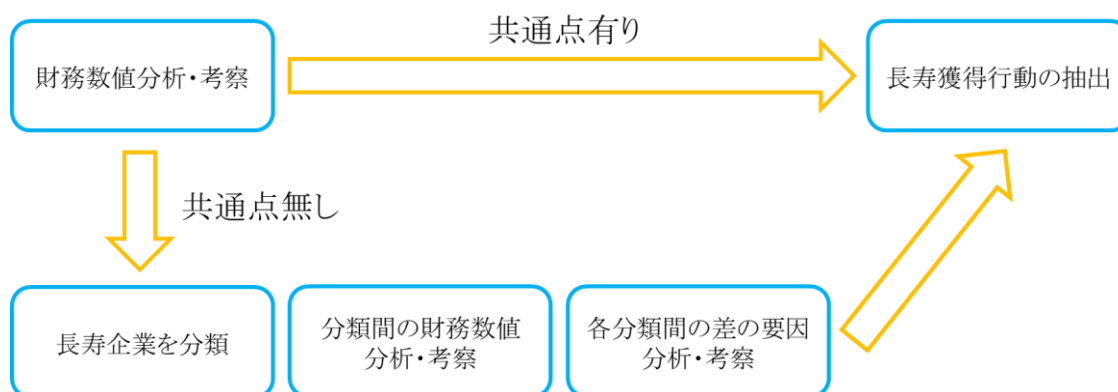 共通点有り
財務数値分析・考察
長寿獲得行動の抽出
共通点無し
長寿企業を分類
分類間の財務数値
分析・考察
各分類間の差の要因
分析・考察